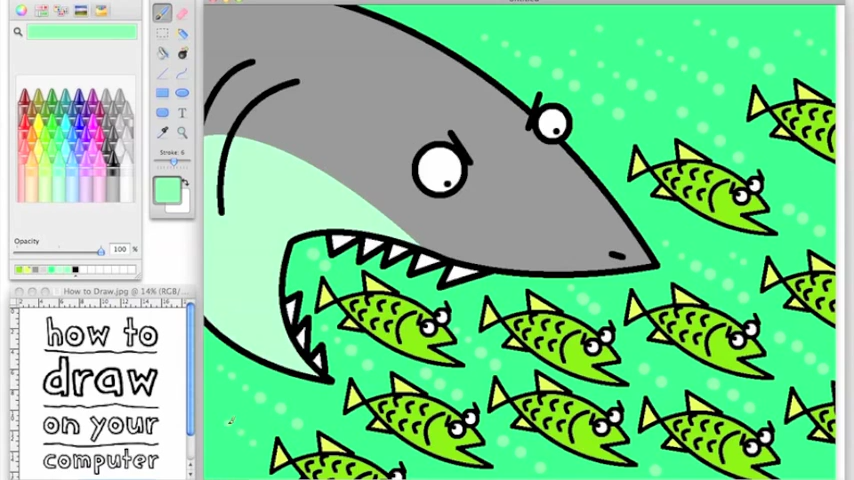 Opacity
100 %
Stroke: 6
T
How to Draw.jpg @ 14% (RGB/
how to
draw
on your
computer